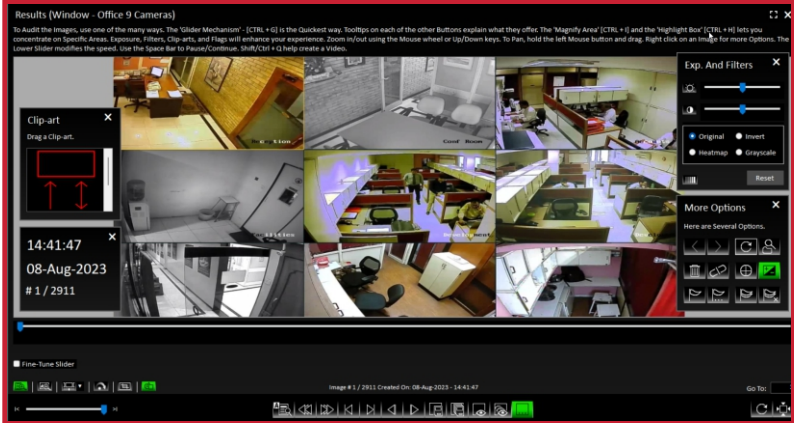 Results (Window - Office 9 Cameras)
To Audit the Images, use one of the many ways. The 'Glider Mechanism' - [CTRL + G] is the Quickest way. Tooltips on each of the other Buttons explain what they offer. The 'Magnify Area' [CTRL + I] and the 'Highlight Box' [CTRL + H] lets you
concentrate on Specific Areas. Exposure, Filters, Clip-arts, and Flags will enhance your experience. Zoom in/out using the Mouse wheel or Up/Down keys. To Pan, hold the left Mouse button and drag. Right click on an Image for more Options. The
Lower Slider modifies the speed. Use the Space Bar to Pause/Continue. Shift/Ctrl + Q help create a Video.
Exp. And Filters
Original Invert
Heatmap Grayscale
Reset
Clip-art
Drag a Clip-art.
Conf Room
14:41:47
08-Aug-2023
# 1 / 2911
More Options
Here are Several Options.
Fine-Tune Slider
Image # 1 / 2911 Created On: 08-Aug-2023 - 14:41:47
Go To: